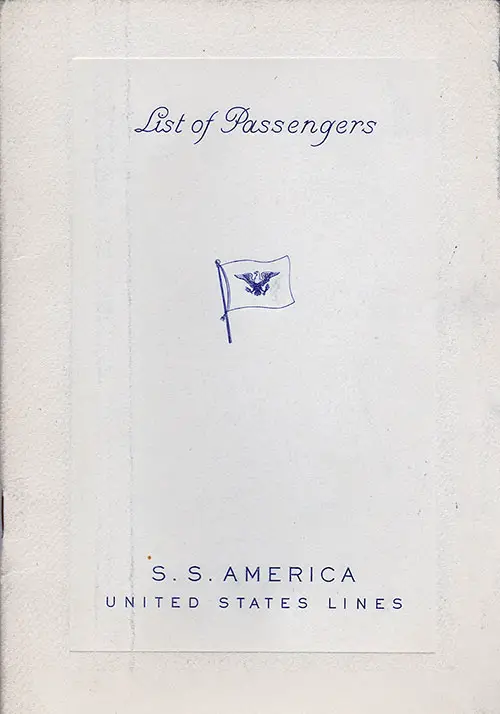 List of Passengers
S. S. AMERICA
UNITED STATES LINES